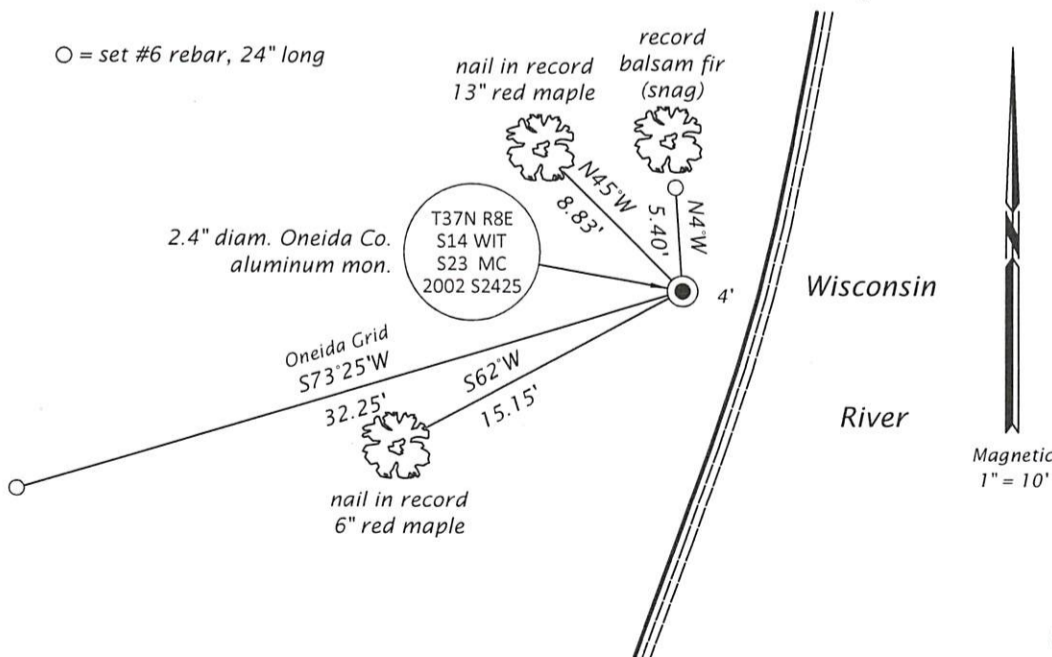 ○ = set #6 rebar, 24" long
nail in record
13" red maple
record
balsam fir
(snag)
N45°W
8.83'
N4°W
5.40'
2.4" diam. Oneida Co.
aluminum mon.
T37N R8E
S14 WIT
S23 MC
2002 S2425
4'
Wisconsin
River
Oneida Grid
S73°25'W
32.25'
S62°W
15.15'
nail in record
6" red maple
N
Magnetic
1" = 10'